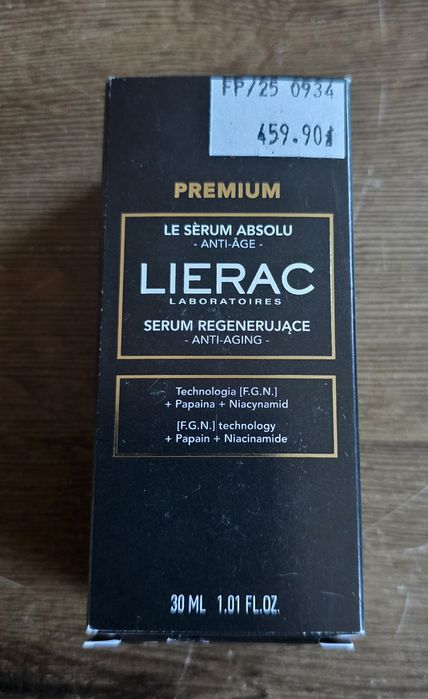 FP/25 0934
459.90zł
PREMIUM
LE SÈRUM ABSOLU
- ANTI-ÂGE -
LIERAC
LABORATOIRES
SERUM REGENERUJĄCE
- ANTI-AGING -
Technologia [F.G.N.]
+ Papaina + Niacynamid
[F.G.N.] technology
+ Papain + Niacinamide
30 ML 1.01 FL.OZ.